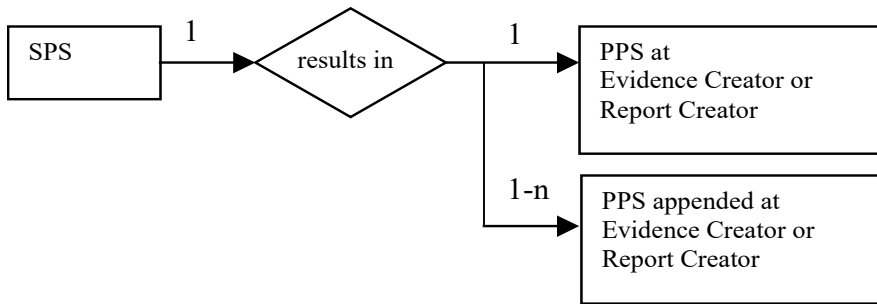 SPS
1
results in
1
PPS at
Evidence Creator or
Report Creator
1-n
PPS appended at
Evidence Creator or
Report Creator